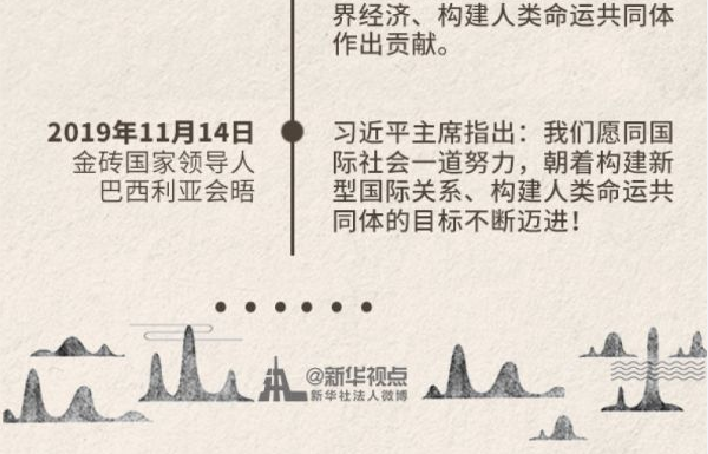 界经济、构建人类命运共同体
作出贡献。
2019年11月14日
金砖国家领导人
巴西利亚会晤
习近平主席指出：我们愿同国
际社会一道努力，朝着构建新
型国际关系、构建人类命运共
同体的目标不断迈进！
@新华视点
新华社法人微博